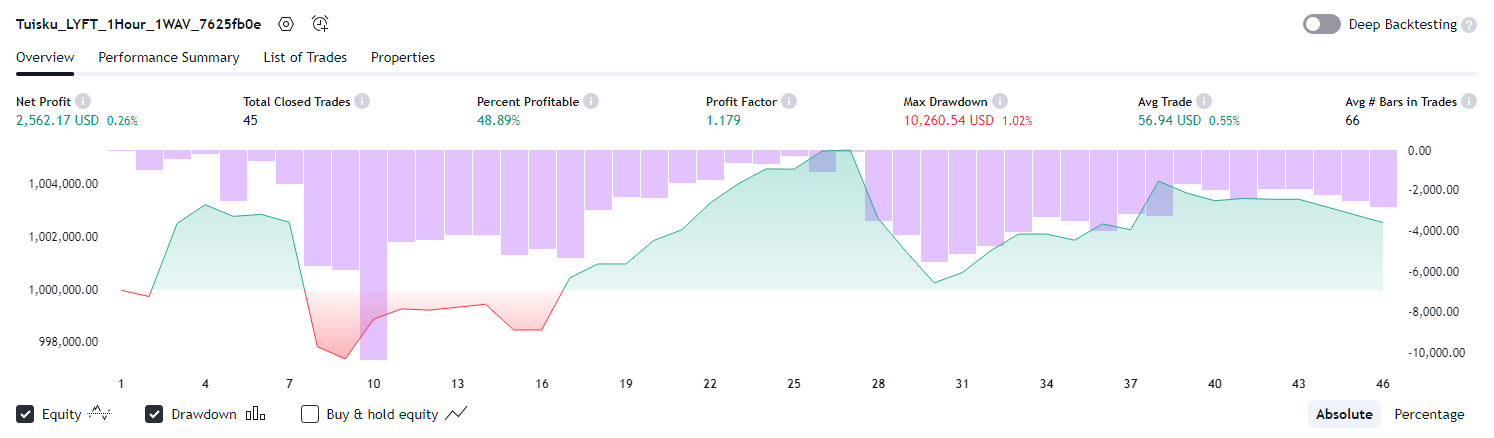 Tuisku_LYFT_1Hour_1WAV_7625fb0e Deep Backtesting ?
Overview Performance Summary List of Trades Properties
Net Profit i Total Closed Trades i Percent Profitable i Profit Factor i Max Drawdown i Avg Trade i Avg # Bars in Trades i
2,562.17 USD 0.26% 45 48.89% 1.179 10,260.54 USD 1.02% 56.94 USD 0.55% 66
0.00
1,004,000.00 -2,000.00
1,002,000.00 -4,000.00
-6,000.00
1,000,000.00
-8,000.00
998,000.00
-10,000.00
1 4 7 10 13 16 19 22 25 28 31 34 37 40 43 46
Equity Drawdown Buy & hold equity Absolute Percentage